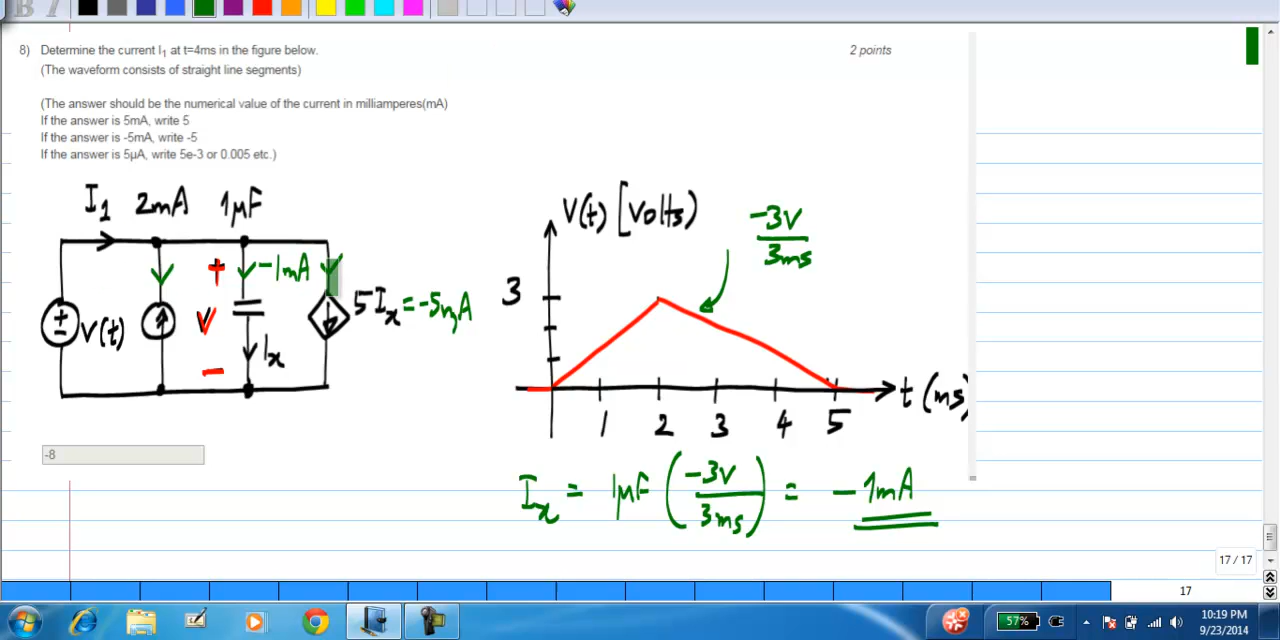 B I
8) Determine the current I₁ at t=4ms in the figure below.
2 points
(The waveform consists of straight line segments)
(The answer should be the numerical value of the current in milliamperes(mA)
If the answer is 5mA, write 5
If the answer is -5mA, write -5
If the answer is 5µA, write 5e-3 or 0.005 etc.)
I₁ 2mA 1µF
+ -1mA
V(t) V 5Iₓ = -5mA
Iₓ
-
V(t) [Volts]
-3V
3ms
3
1 2 3 4 5 t (ms)
-8
Iₓ = 1µF ( -3V / 3ms ) = -1mA
17 / 17
17
57%
10:19 PM
9/23/2014